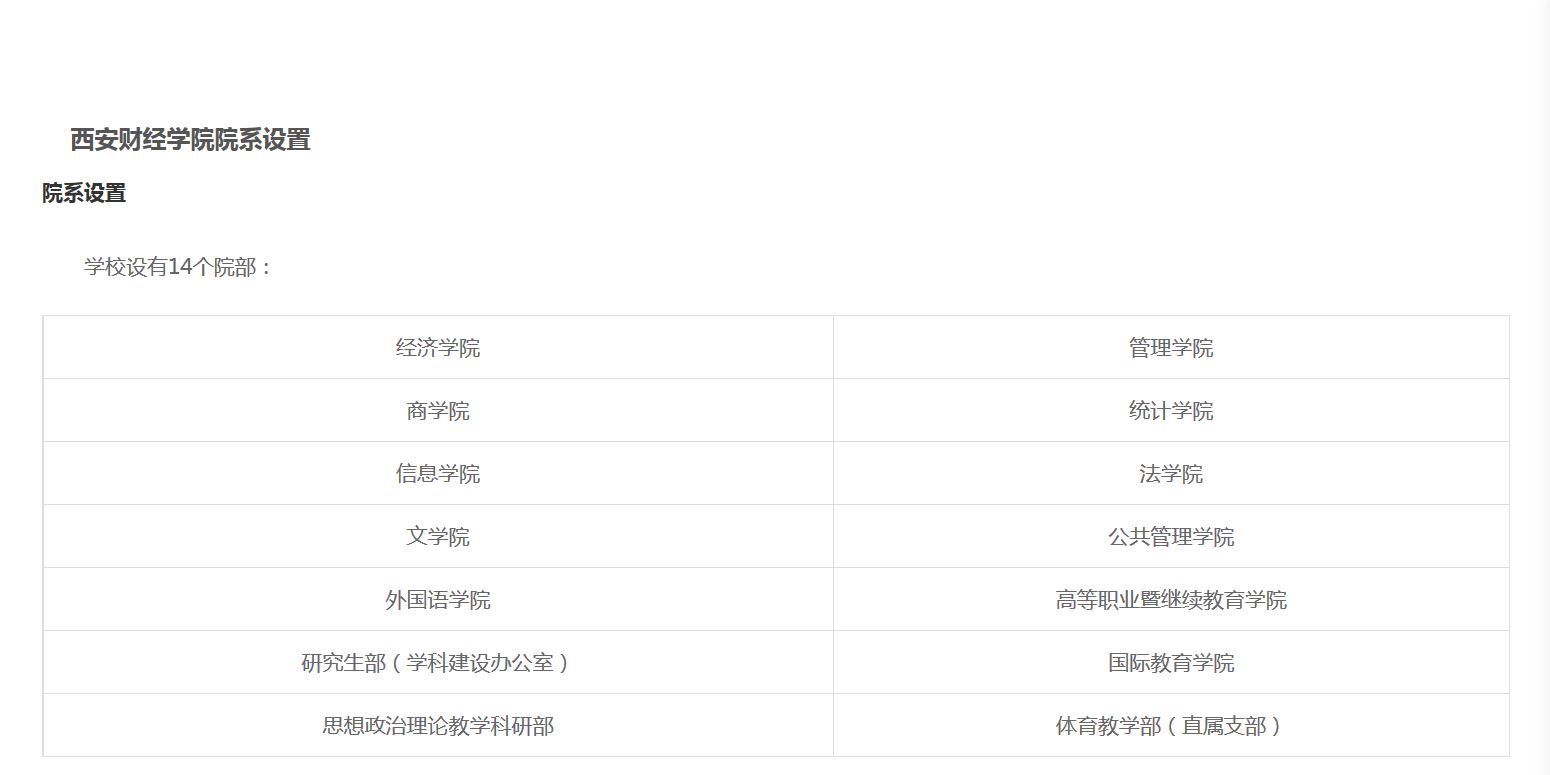 西安财经学院院系设置
院系设置
学校设有14个院部：
经济学院 管理学院
商学院 统计学院
信息学院 法学院
文学院 公共管理学院
外国语学院 高等职业暨继续教育学院
研究生部（学科建设办公室） 国际教育学院
思想政治理论教学科研部 体育教学部（直属支部）